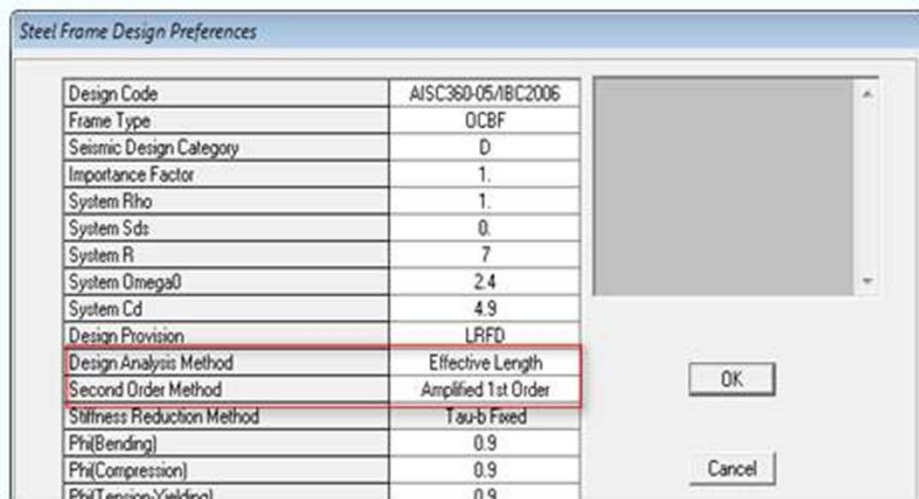 Steel Frame Design Preferences
Design Code AISC360-05/IBC2006
Frame Type OCBF
Seismic Design Category D
Importance Factor 1.
System Rho 1.
System Sds 0.
System R 7
System Omega0 2.4
System Cd 4.9
Design Provision LRFD
Design Analysis Method Effective Length
Second Order Method Amplified 1st Order
Stiffness Reduction Method Tau-b Fixed
Phi(Bending) 0.9
Phi(Compression) 0.9
Phi(Tension-Yielding) 0.9
OK
Cancel